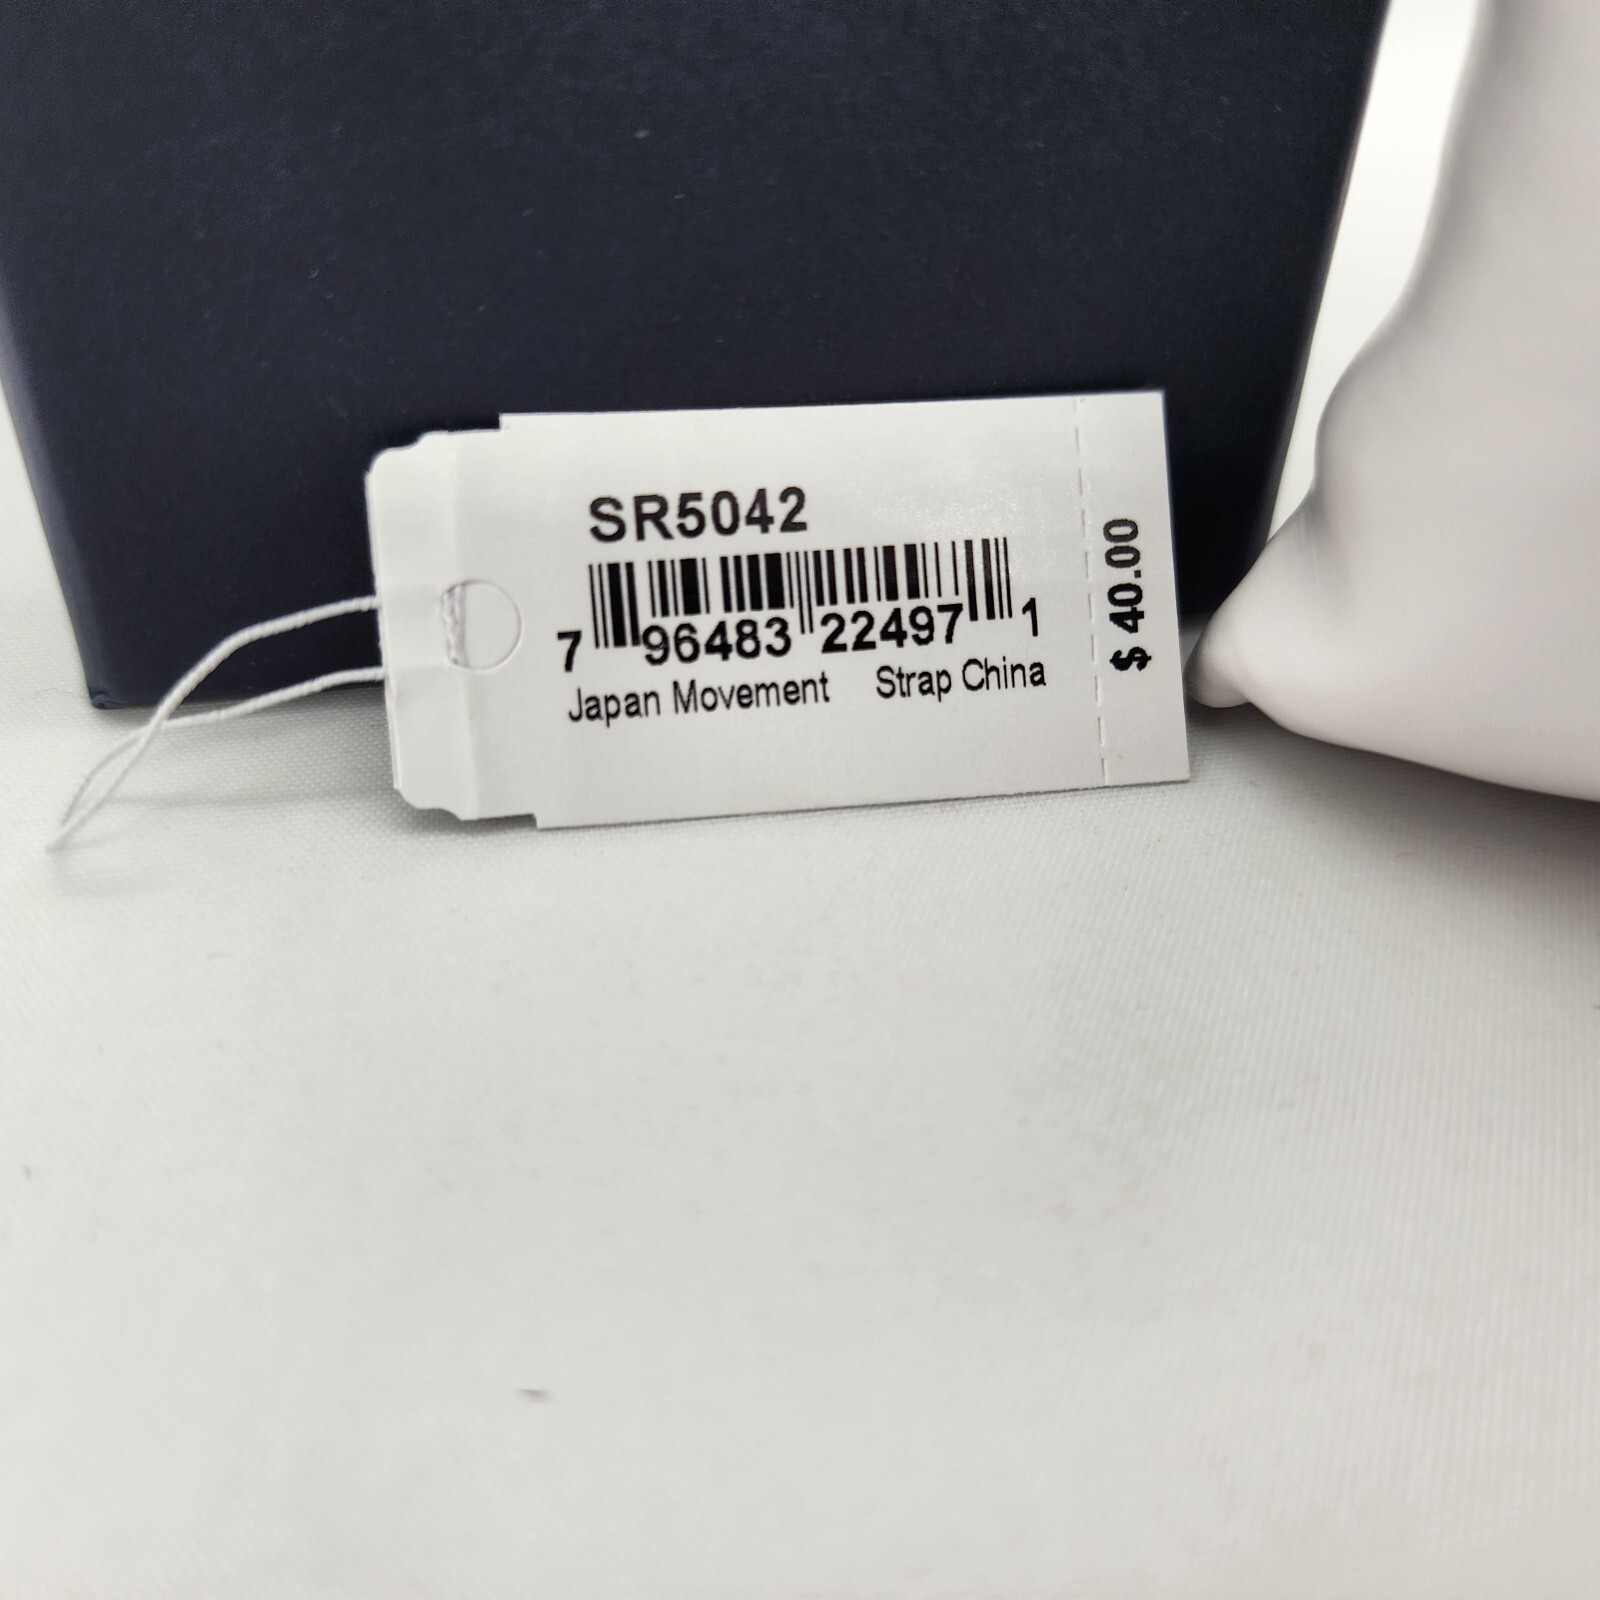 SR5042
7 96483 22497 1
Japan Movement Strap China
$ 40.00